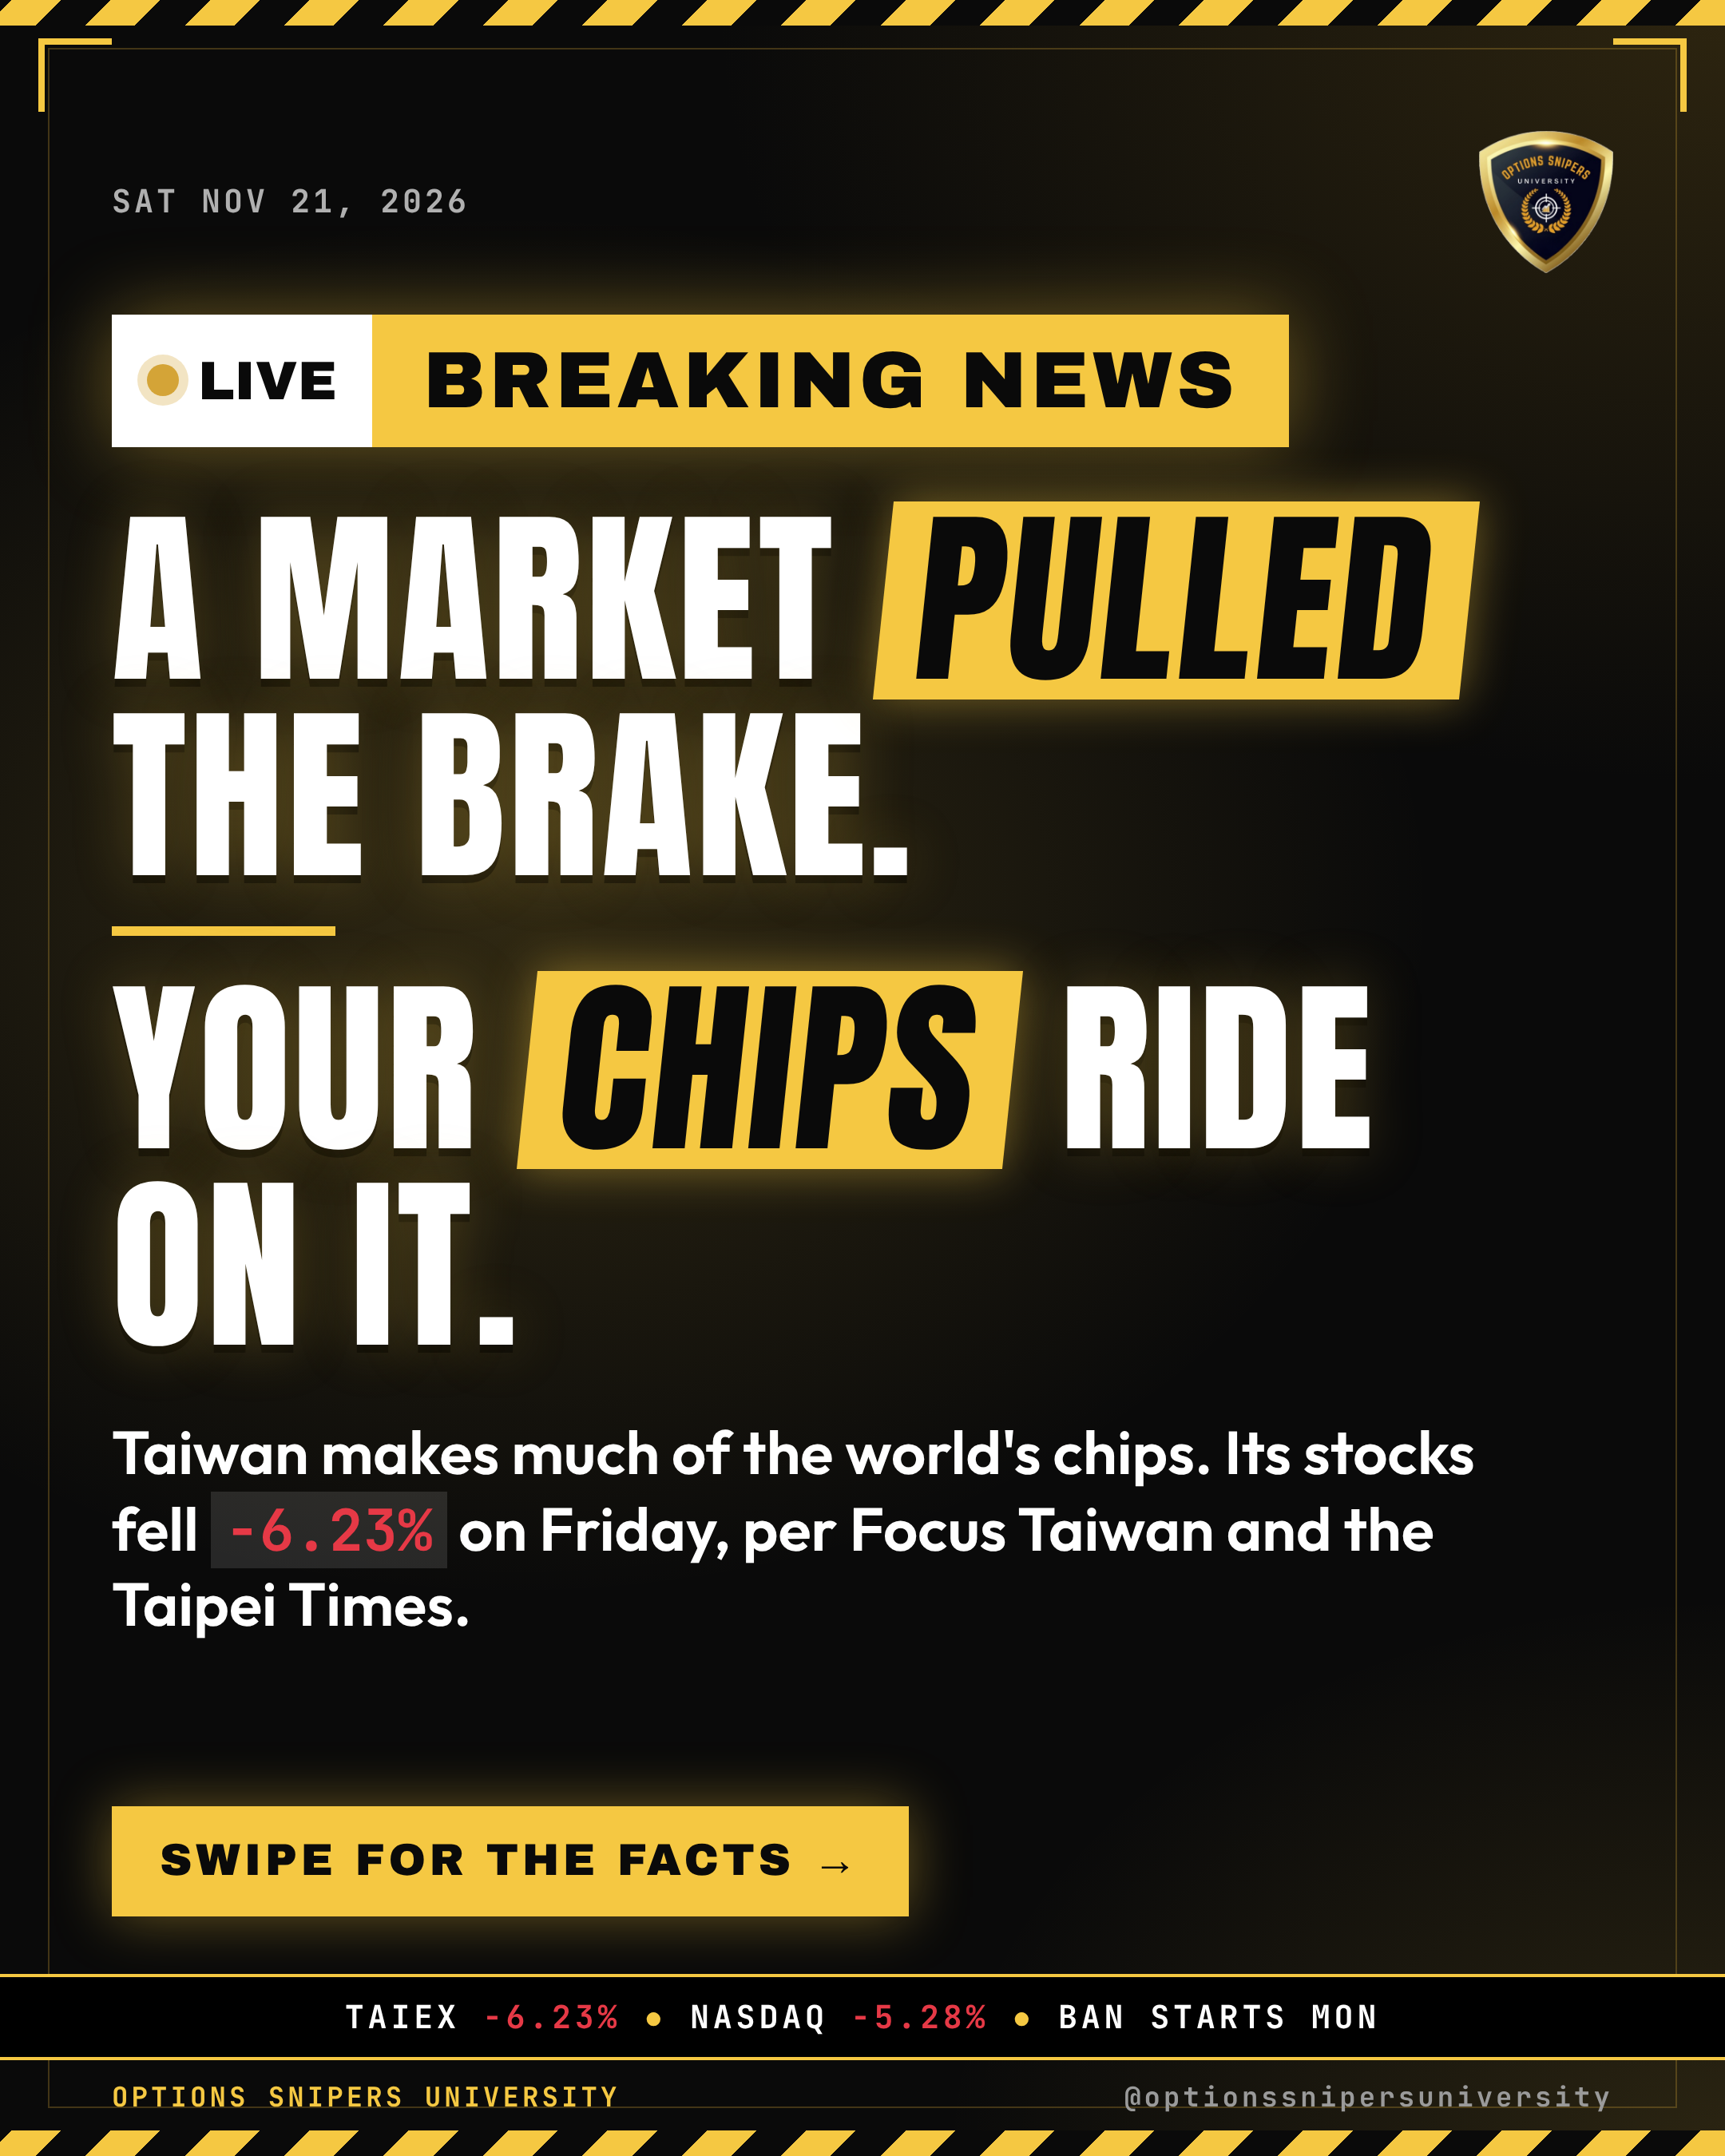 SAT NOV 21, 2026
OPTIONS SNIPERS
UNIVERSITY
LIVE BREAKING NEWS
A MARKET PULLED
THE BRAKE.
YOUR CHIPS RIDE
ON IT.
Taiwan makes much of the world's chips. Its stocks
fell -6.23% on Friday, per Focus Taiwan and the
Taipei Times.
SWIPE FOR THE FACTS →
TAIEX -6.23% ● NASDAQ -5.28% ● BAN STARTS MON
OPTIONS SNIPERS UNIVERSITY @optionssnipersuniversity